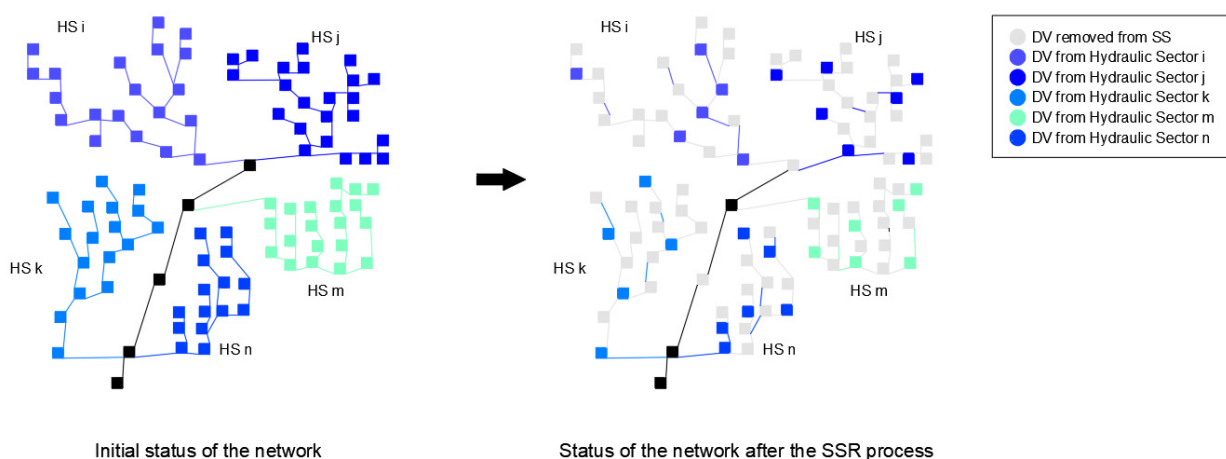 HS i
HS j
HS k
HS m
HS n
HS i
HS j
HS k
HS m
HS n
DV removed from SS
DV from Hydraulic Sector i
DV from Hydraulic Sector j
DV from Hydraulic Sector k
DV from Hydraulic Sector m
DV from Hydraulic Sector n
Initial status of the network
Status of the network after the SSR process